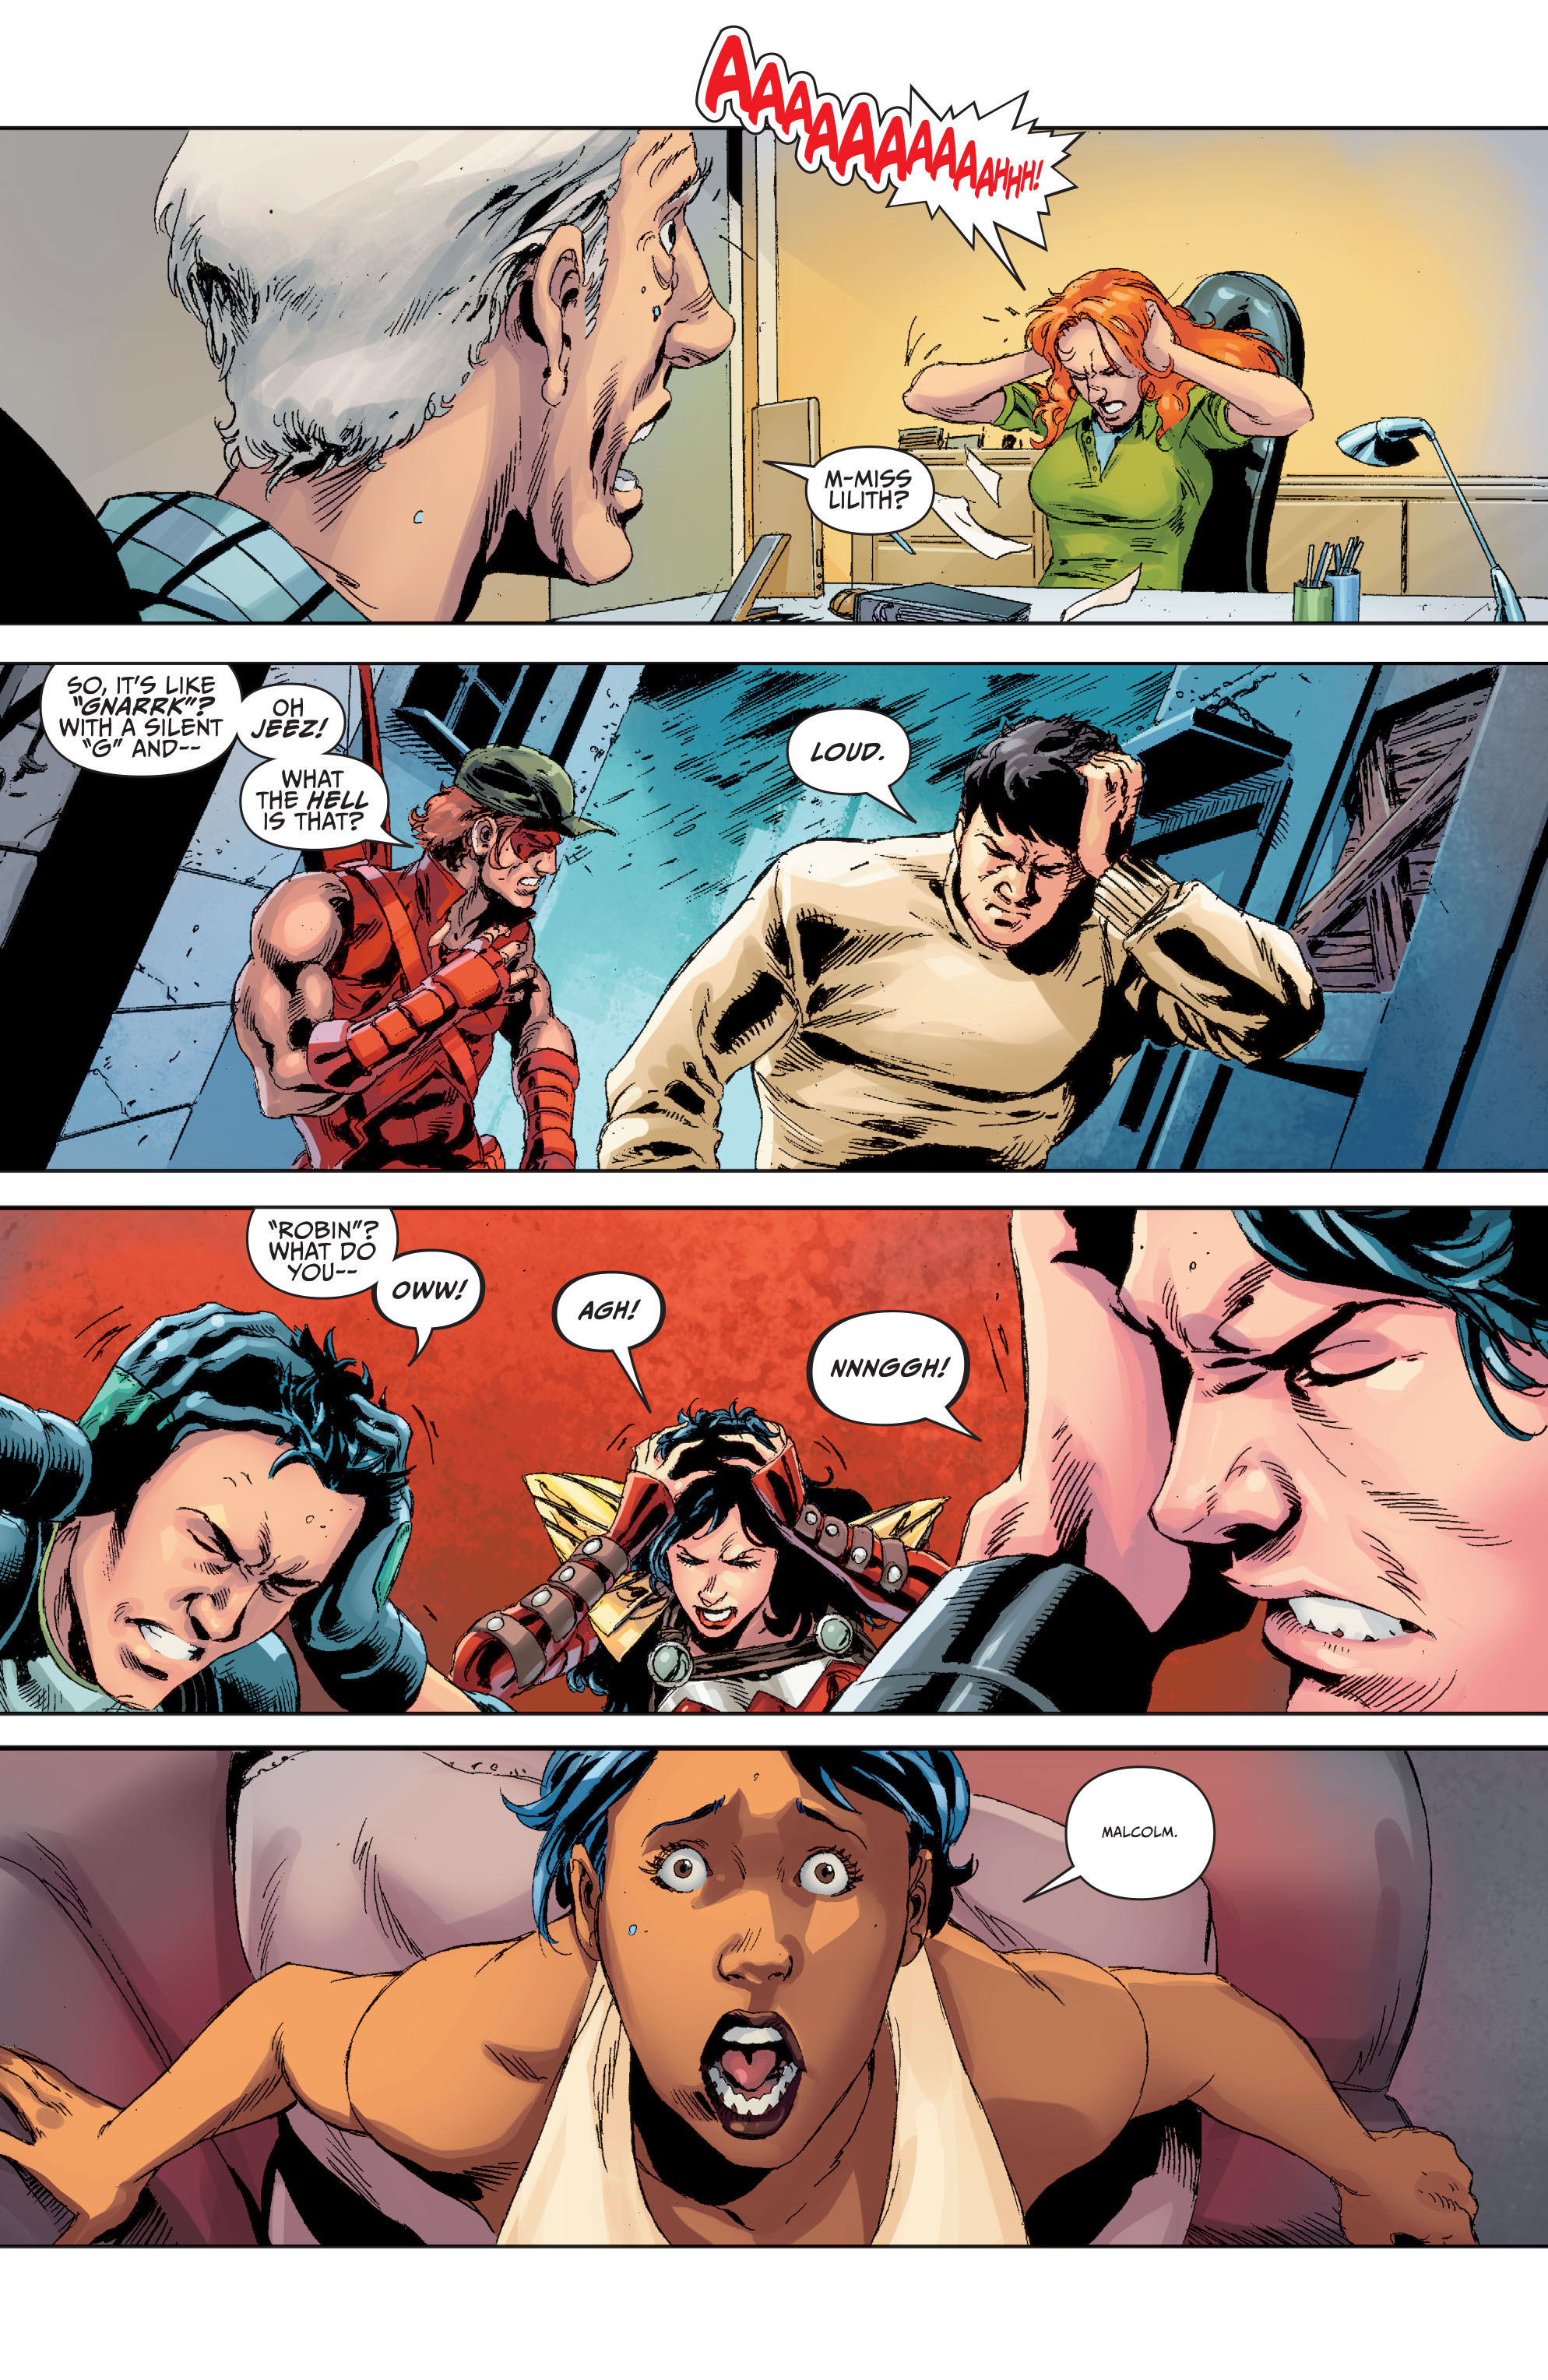 AAAAAAAAAAAHHH!
M-MISS
LILITH?
SO, IT'S LIKE
"GNARRK"?
WITH A SILENT
"G" AND--
OH
JEEZ!
WHAT
THE HELL
IS THAT?
LOUD.
"ROBIN"?
WHAT DO
YOU--
OWW!
AGH!
NNNGGH!
MALCOLM.